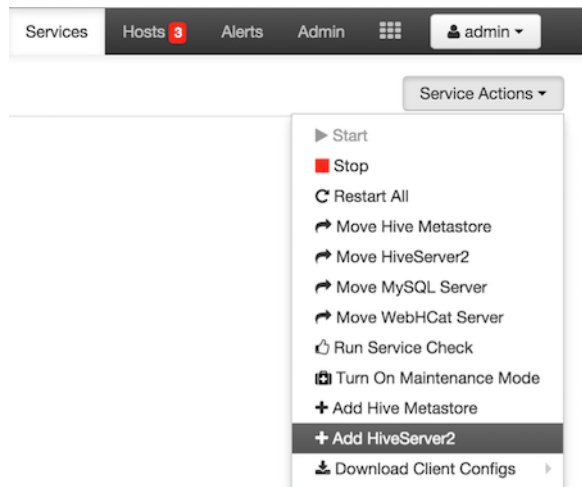 Services Hosts 3 Alerts Admin admin
Service Actions
Start
Stop
Restart All
Move Hive Metastore
Move HiveServer2
Move MySQL Server
Move WebHCat Server
Run Service Check
Turn On Maintenance Mode
Add Hive Metastore
Add HiveServer2
Download Client Configs